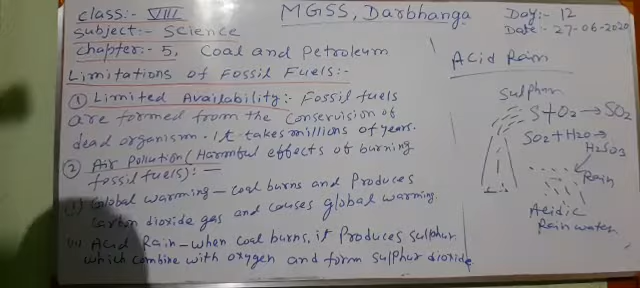 Class:- VIII
MGSS, Darbhanga
Day:- 12
Subject:- Science
Date:- 27-06-2020
Chapter:- 5, Coal and Petroleum
Limitations of Fossil Fuels:-
① Limited Availability:- Fossil fuels
are formed from the Conservision of
dead organism. It takes millions of years.
② Air Pollution (Harmful effects of burning
fossil fuels):-
(i) Global warming - coal burns and Produces
Carbon dioxide gas and causes global warming.
(ii) Acid Rain - when coal burns, it Produces sulphur
which combine with oxygen and form sulphur dioxide
Acid Rain
Sulphur
S+O2 → SO2
SO2 + H2O →
H2SO3
Rain
Acidic
Rain water